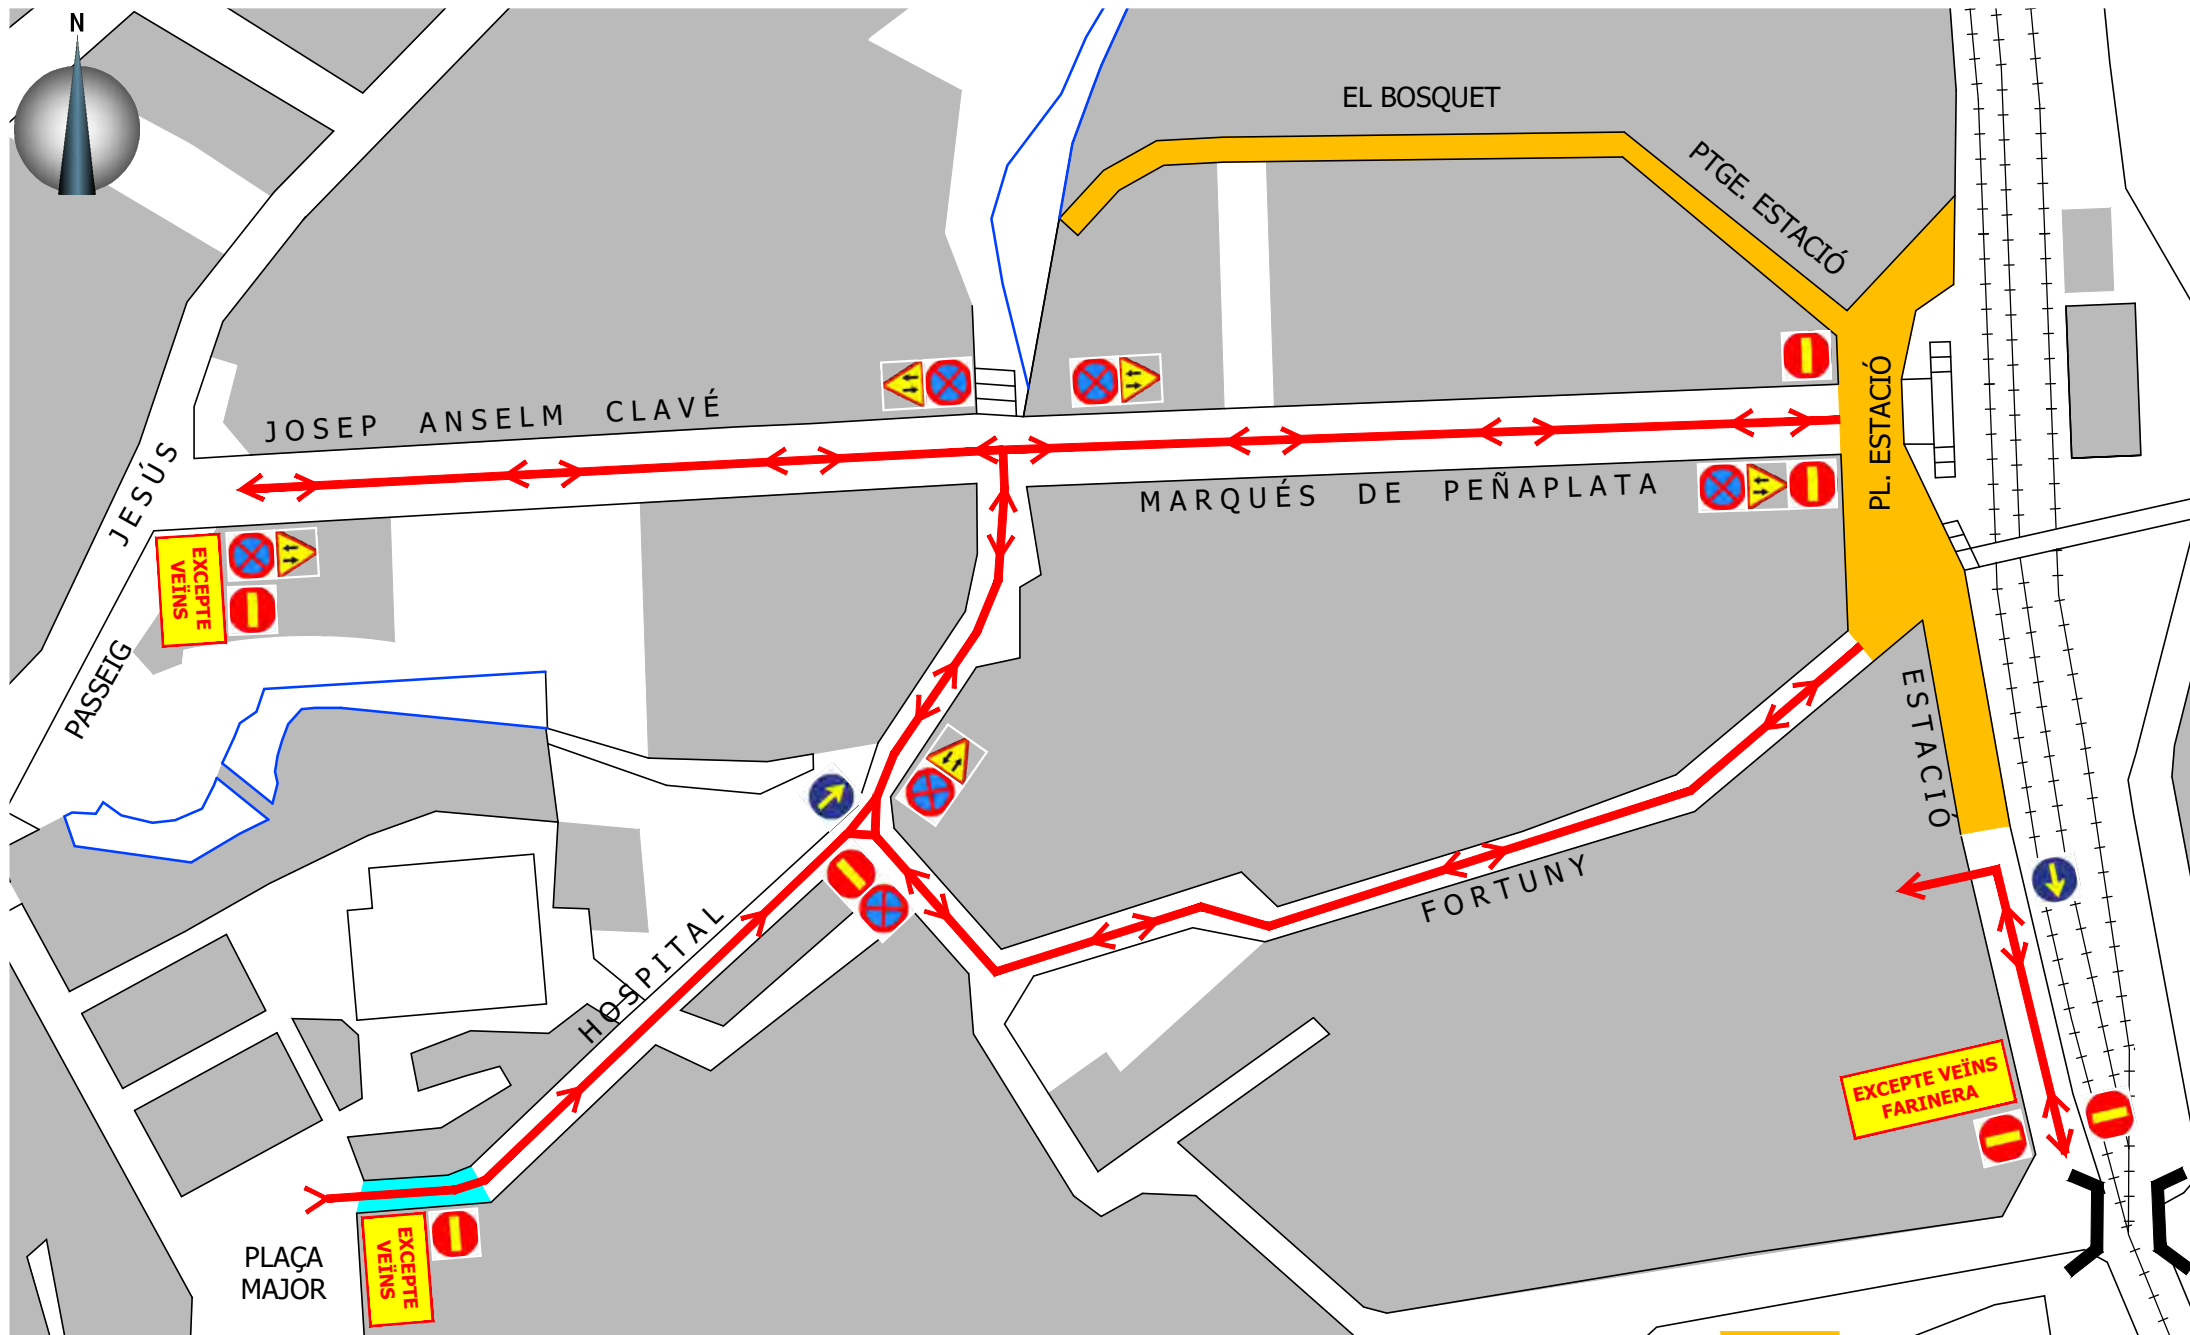 N
EL BOSQUET
PTGE. ESTACIÓ
JOSEP ANSELM CLAVÉ
PL. ESTACIÓ
MARQUÉS DE PEÑAPLATA
PASSEIG JESÚS
EXCEPTE
VEÏNS
ESTACIÓ
FORTUNY
HOSPITAL
EXCEPTE VEÏNS
FARINERA
PLAÇA
MAJOR
EXCEPTE
VEÏNS